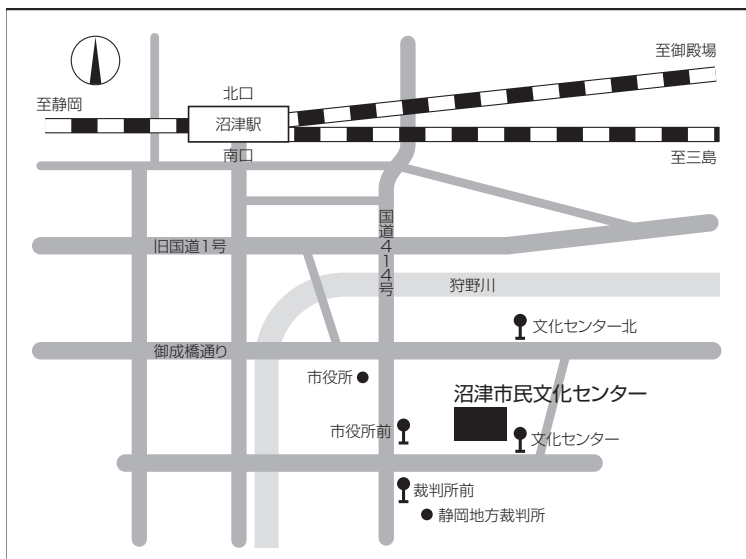 至御殿場
北口
至静岡
沼津駅
南口
至三島
国道414号
旧国道1号
狩野川
文化センター北
御成橋通り
市役所
沼津市民文化センター
市役所前
文化センター
裁判所前
静岡地方裁判所